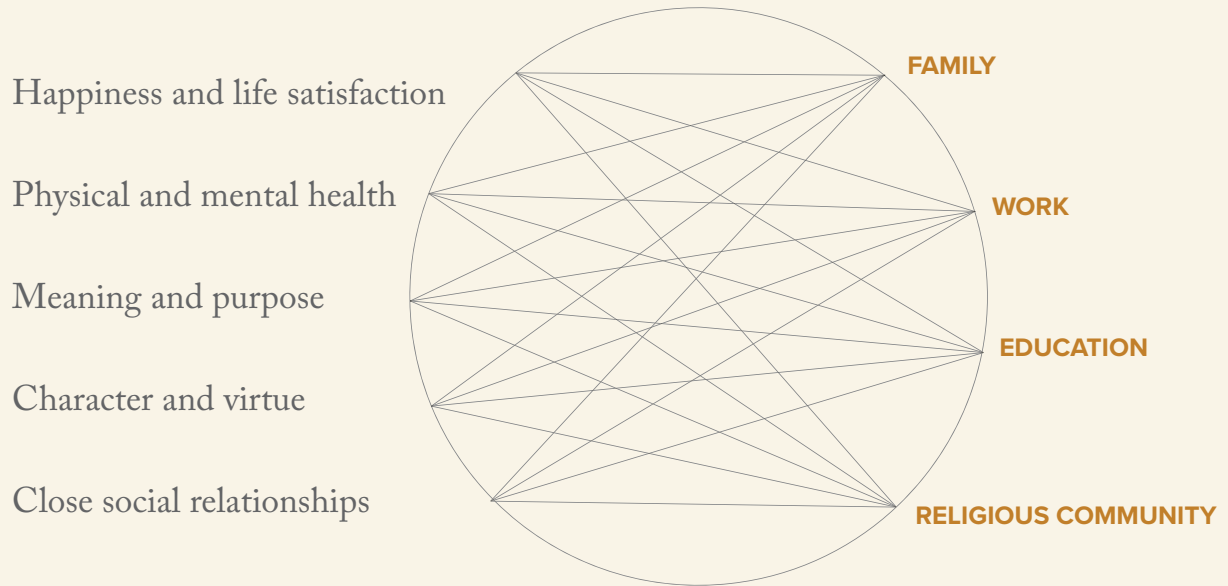 Happiness and life satisfaction
Physical and mental health
Meaning and purpose
Character and virtue
Close social relationships
FAMILY
WORK
EDUCATION
RELIGIOUS COMMUNITY